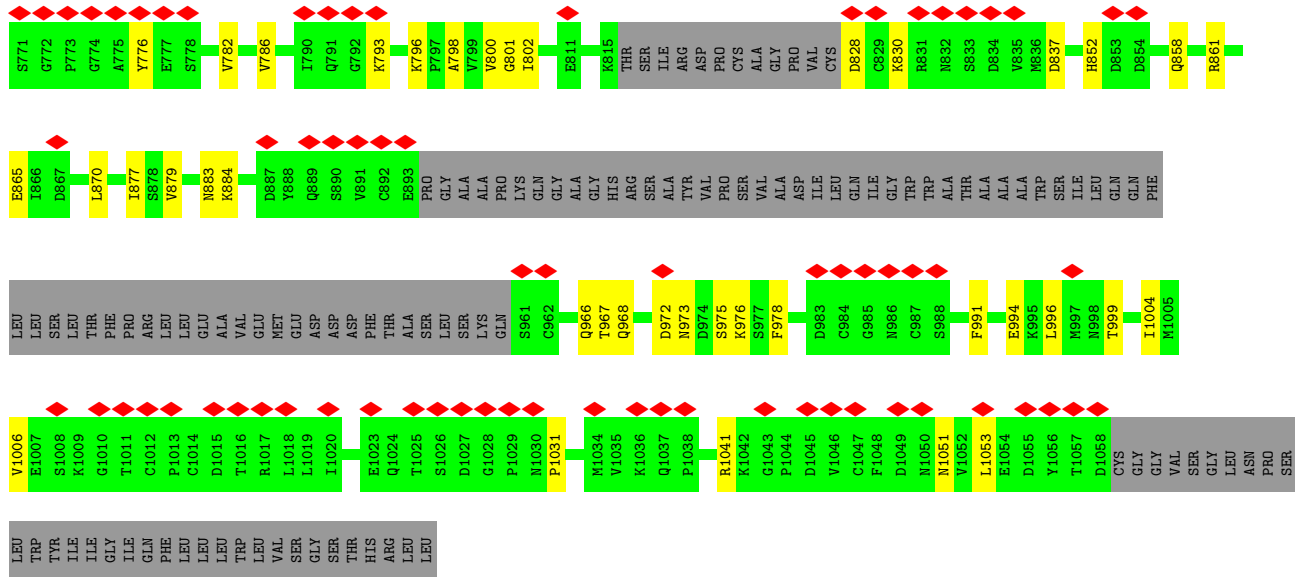 S771 G772 P773 G774 A775 Y776 E777 S778 V782 V786 I790 Q791 G792 K793 K796 P797 A798 V799 V800 G801 I802 E811 K815 THR SER ILE ARG ASP PRO CYS ALA GLY PRO VAL CYS D828 C829 K830 R831 N832 S833 D834 V835 M836 D837 H852 D853 D854 Q858 R861
E865 I866 D867 L870 I877 S878 V879 N883 K884 D887 Y888 Q889 S890 V891 C892 E893 PRO GLY ALA ALA PRO LYS GLN GLY ALA GLY HIS ARG SER ALA TYR VAL PRO SER VAL ALA ASP ILE LEU GLN ILE GLY TRP TRP ALA THR ALA ALA ALA TRP SER ILE LEU GLN GLN PHE
LEU LEU SER LEU THR PHE PRO ARG LEU LEU GLU ALA VAL GLU MET GLU ASP ASP ASP PHE THR ALA SER LEU SER LYS GLN S961 C962 Q966 T967 Q968 D972 N973 D974 S975 K976 S977 F978 D983 C984 G985 N986 C987 S988 F991 E994 K995 L996 M997 N998 T999 I1004 M1005
V1006 E1007 S1008 K1009 G1010 T1011 C1012 P1013 C1014 D1015 T1016 R1017 L1018 L1019 I1020 E1023 Q1024 T1025 S1026 D1027 G1028 P1029 N1030 P1031 M1034 V1035 K1036 Q1037 P1038 R1041 K1042 G1043 P1044 D1045 V1046 C1047 F1048 D1049 N1050 N1051 V1052 L1053 E1054 D1055 Y1056 T1057 D1058 CYS GLY GLY VAL SER GLY LEU ASN PRO SER
LEU TRP TYR ILE ILE GLY ILE GLN PHE LEU LEU LEU TRP LEU VAL SER GLY SER THR HIS ARG LEU LEU